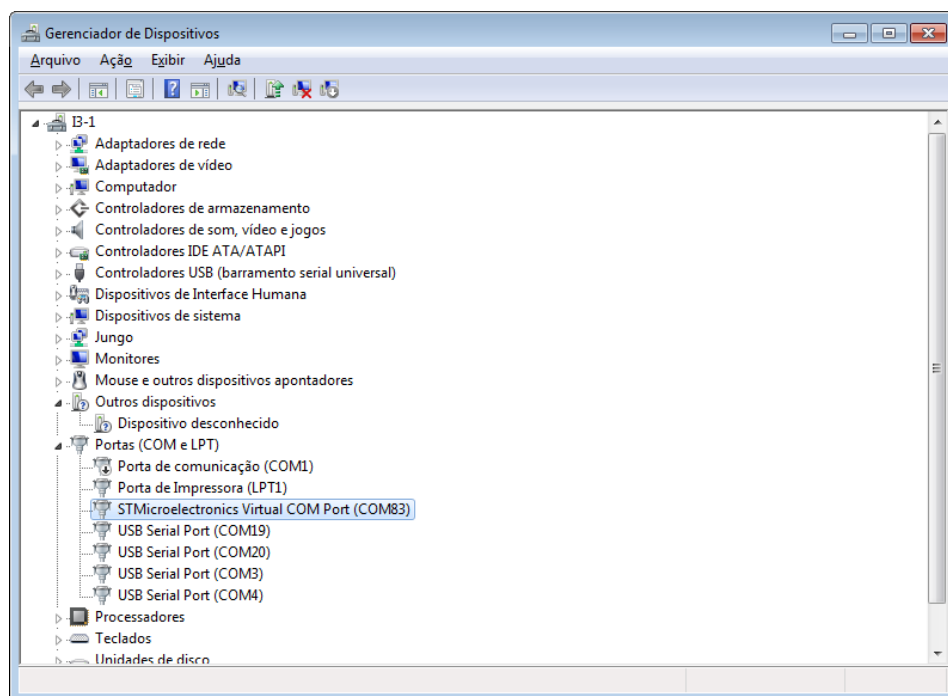 Gerenciador de Dispositivos
Arquivo Ação Exibir Ajuda
I3-1
Adaptadores de rede
Adaptadores de vídeo
Computador
Controladores de armazenamento
Controladores de som, vídeo e jogos
Controladores IDE ATA/ATAPI
Controladores USB (barramento serial universal)
Dispositivos de Interface Humana
Dispositivos de sistema
Jungo
Monitores
Mouse e outros dispositivos apontadores
Outros dispositivos
Dispositivo desconhecido
Portas (COM e LPT)
Porta de comunicação (COM1)
Porta de Impressora (LPT1)
STMicroelectronics Virtual COM Port (COM83)
USB Serial Port (COM19)
USB Serial Port (COM20)
USB Serial Port (COM3)
USB Serial Port (COM4)
Processadores
Teclados
Unidades de disco